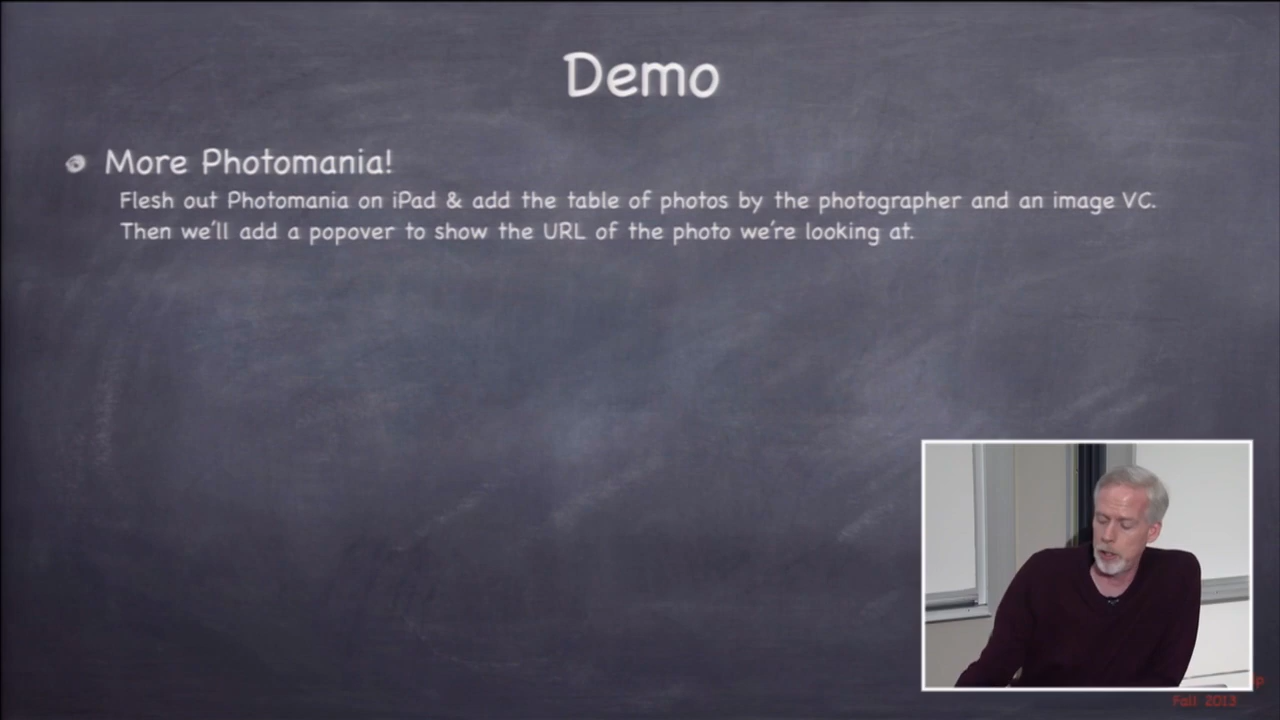 Demo
More Photomania!
Flesh out Photomania on iPad & add the table of photos by the photographer and an image VC.
Then we'll add a popover to show the URL of the photo we're looking at.
Fall 2013